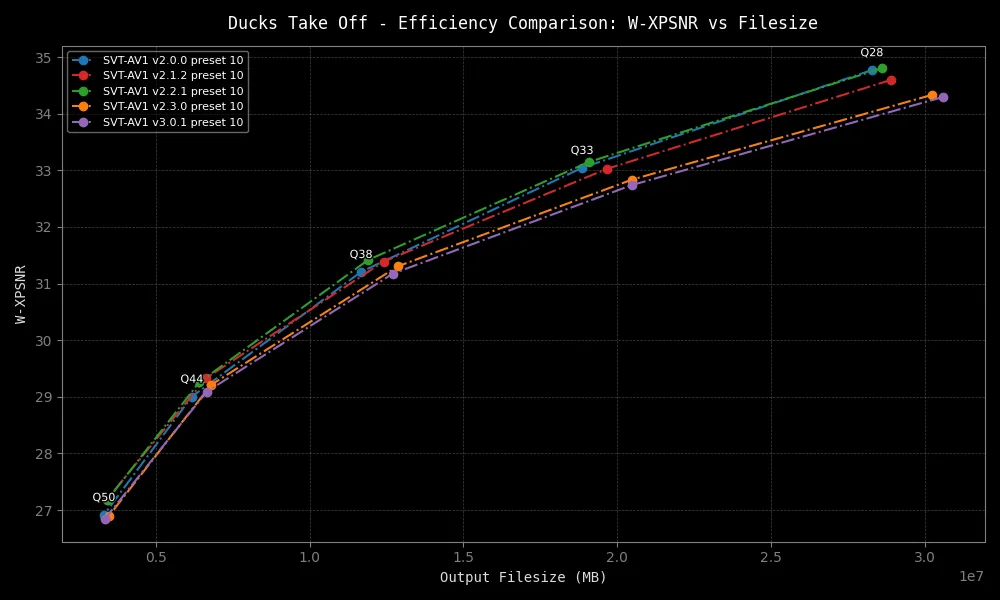 Ducks Take Off - Efficiency Comparison: W-XPSNR vs Filesize
SVT-AV1 v2.0.0 preset 10
SVT-AV1 v2.1.2 preset 10
SVT-AV1 v2.2.1 preset 10
SVT-AV1 v2.3.0 preset 10
SVT-AV1 v3.0.1 preset 10
Q28
Q33
Q38
Q44
Q50
35
34
33
32
31
30
29
28
27
W-XPSNR
0.5 1.0 1.5 2.0 2.5 3.0
1e7
Output Filesize (MB)